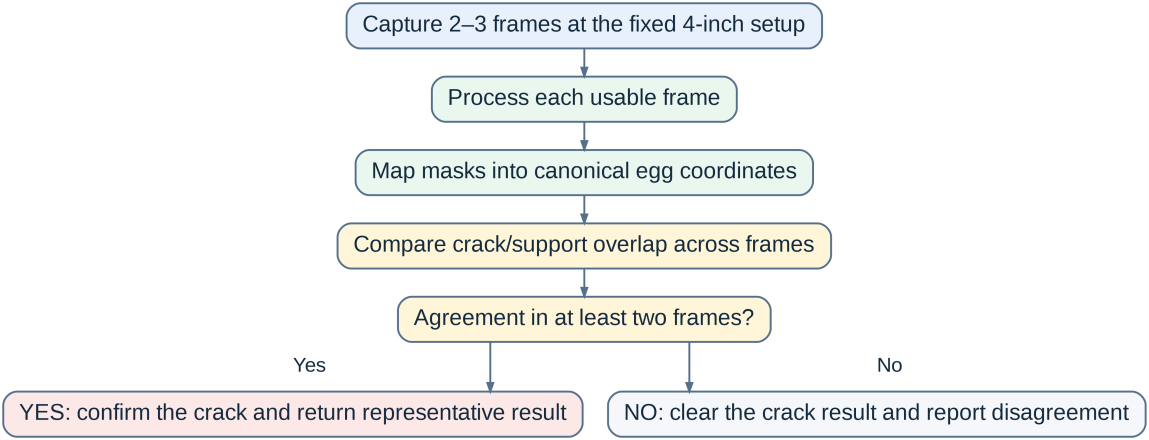 Capture 2–3 frames at the fixed 4-inch setup
Process each usable frame
Map masks into canonical egg coordinates
Compare crack/support overlap across frames
Agreement in at least two frames?
Yes
No
YES: confirm the crack and return representative result
NO: clear the crack result and report disagreement